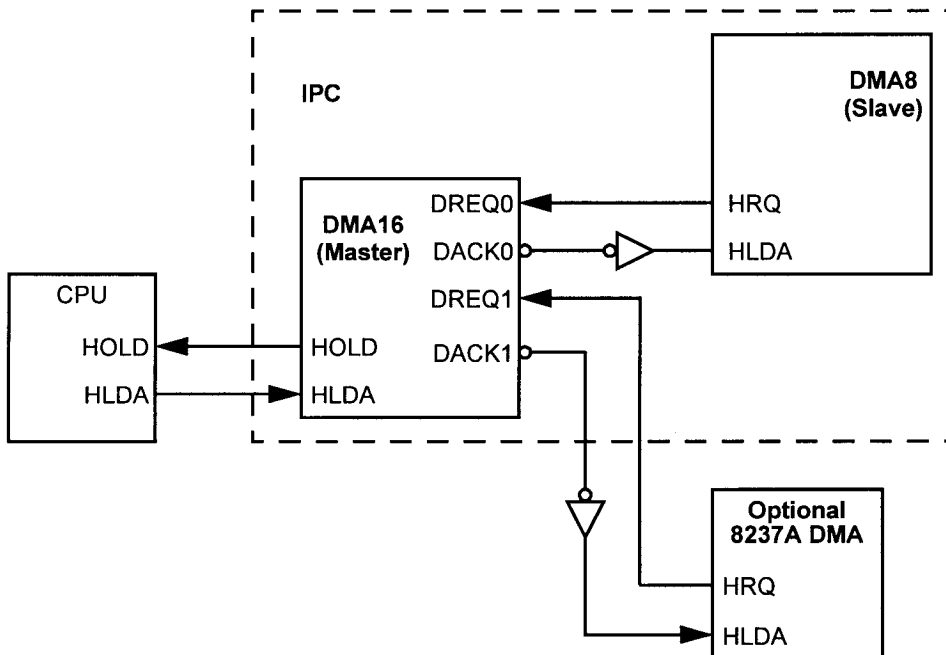 IPC
DMA8
(Slave)
HRQ
HLDA
DMA16
(Master)
DREQ0
DACK0
DREQ1
DACK1
HOLD
HLDA
CPU
HOLD
HLDA
Optional
8237A DMA
HRQ
HLDA